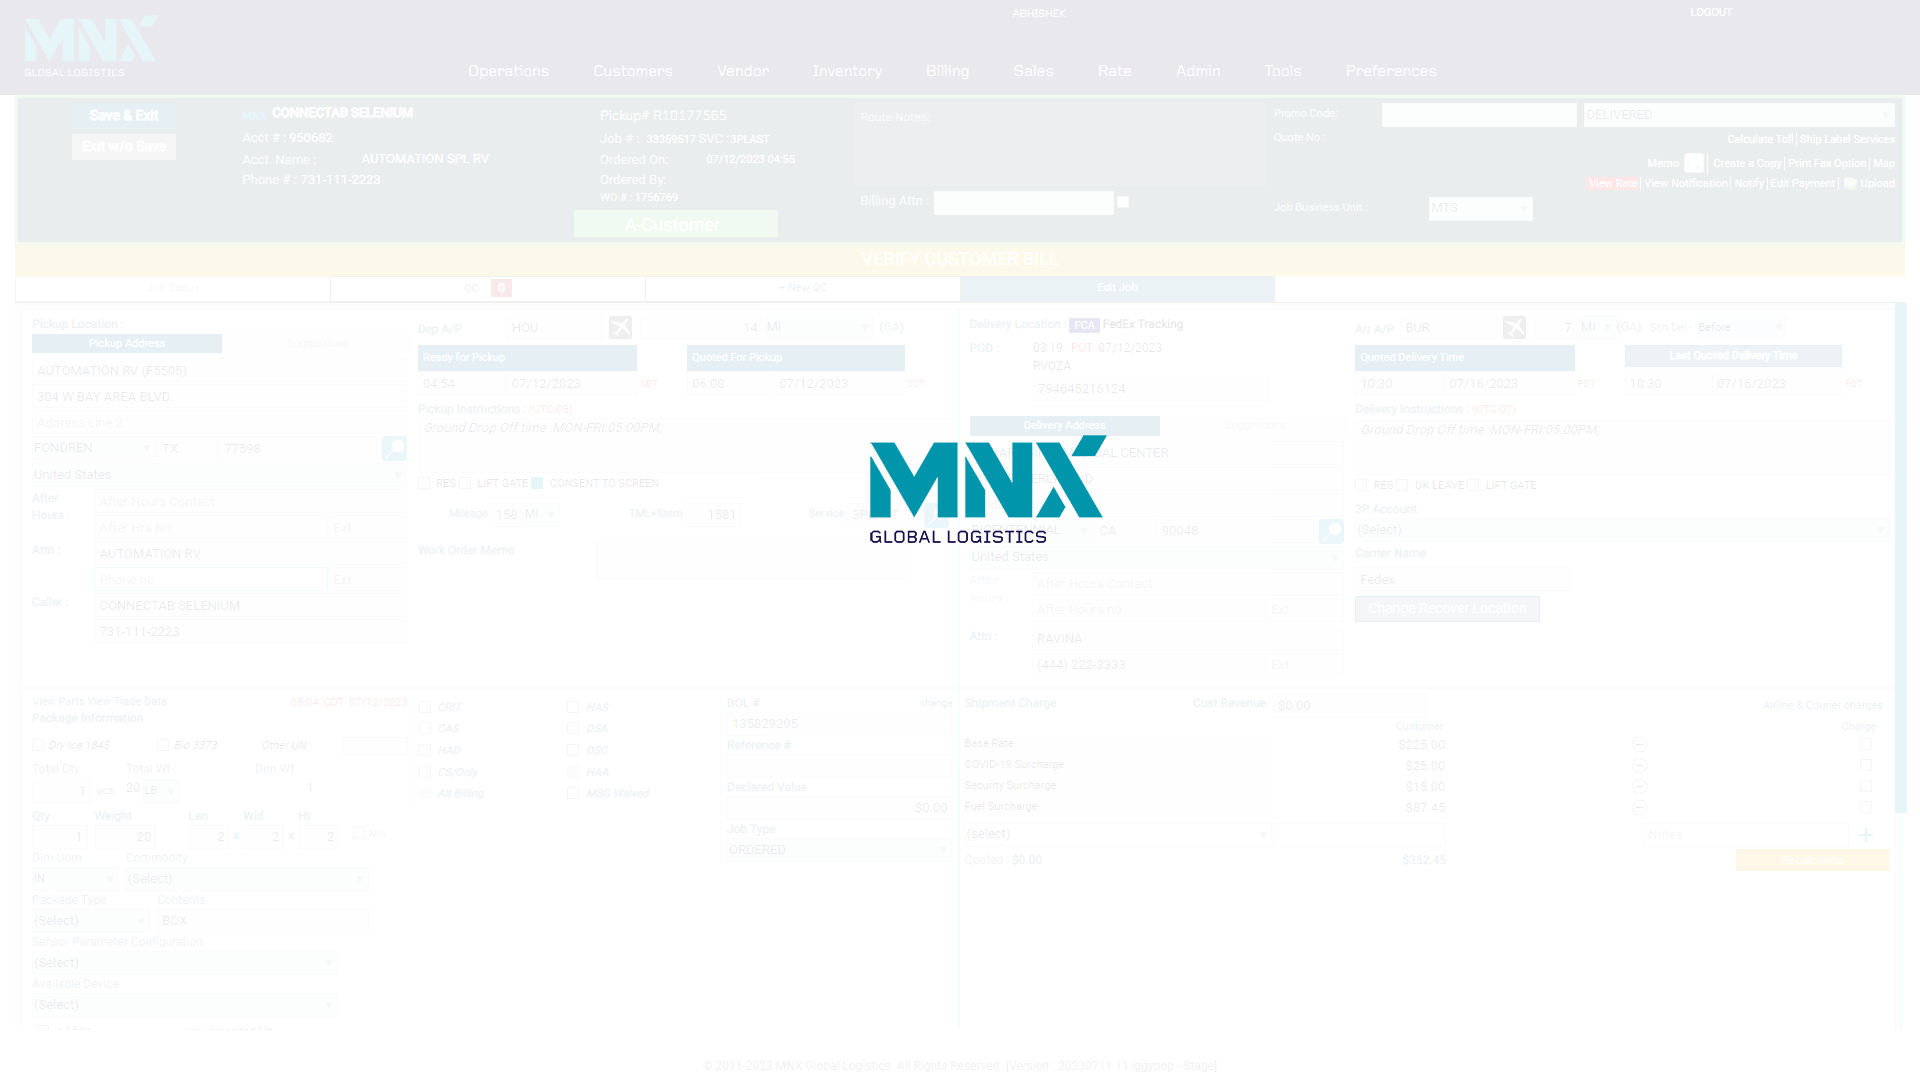 MNX
GLOBAL LOGISTICS
ABHISHEK
LOGOUT
Operations Customers Vendor Inventory Billing Sales Rate Admin Tools Preferences
Save & Exit
Exit w/o Save
MNX CONNECTAB SELENIUM
Acct # : 950682
Acct. Name : AUTOMATION SPL RV
Phone # : 731-111-2223
Pickup# R10177565
Job # : 33359517 SVC : 3PLAST
Ordered On: 07/12/2023 04:55
Ordered By:
WO # : 1756769
A-Customer
Route Notes:
Billing Attn :
Promo Code:
DELIVERED
Quote No :
Calculate Toll | Ship Label Services
Memo | Create a Copy | Print Fax Option | Map
View Rate | View Notification | Notify | Edit Payment | Upload
Job Business Unit : MTS
VERIFY CUSTOMER BILL
Job Status QC 0 + New QC Edit Job
Pickup Location :
Pickup Address Suggestions
AUTOMATION RV (F5505)
304 W BAY AREA BLVD.
Address Line 2
FONDREN TX 77598
United States
After Hours : After Hours Contact
After Hrs No. Ext
Attn : AUTOMATION RV
Phone no Ext
Caller : CONNECTAB SELENIUM
731-111-2223
Dep A/P HOU 14 MI (GA)
Ready for Pickup Quoted For Pickup
04:54 07/12/2023 CDT 06:00 07/12/2023 CDT
Pickup Instructions : (UTC-05)
Ground Drop Off time :MON-FRI:05:00PM;
RES LIFT GATE CONSENT TO SCREEN
Mileage 158 MI TML+Stem 1581 Service
Work Order Memo
Delivery Location : FCA FedEx Tracking
POD : 03:19 PDT 07/12/2023
RVOZA
794645216124
Delivery Address Suggestions
MNX
GLOBAL LOGISTICS
CENTER
CA 90048
United States
After Hours : After Hours Contact
After Hours no Ext
Attn : RAVINA
(444) 222-3333 Ext
Arr A/P BUR 7 MI (GA) Sch Del - Before
Quoted Delivery Time Last Quoted Delivery Time
10:30 07/16/2023 PDT 10:30 07/16/2023 PDT
Delivery Instructions : (UTC-07)
Ground Drop Off time :MON-FRI:05:00PM;
RES OK LEAVE LIFT GATE
3P Account
(Select)
Carrier Name
Fedex
Change Recover Location
View Parts View Trade Data 05:04 CDT 07/12/2023
Package Information
Dry Ice 1845 Bio 3373 Other UN
Total Qty Total Wt Dim Wt
1 pcs 20 LB 1
Qty Weight Len Wid Ht
1 20 2 x 2 x 2 N/A
Dim.Uom Commodity
IN (Select)
Package Type Contents
(Select) BOX
Sensor Parameter Configuration
(Select)
Available Device
(Select)
CRIT HAS
CAS DSA
HAD DSC
CS/Only HAA
Alt Billing MBG Waived
BOL # change
135829295
Reference #
Declared Value
$0.00
Job Type
ORDERED
Shipment Charge Cust Revenue $0.00 Airline & Courier charges
Customer Charge
Base Rate $225.00
COVID-19 Surcharge $25.00
Security Surcharge $15.00
Fuel Surcharge $87.45
(select) Notes
Quoted : $0.00 $352.45 Recalculate
© 2011-2023 MNX Global Logistics. All Rights Reserved. [Version : 20230711.11 iggypop - Stage]